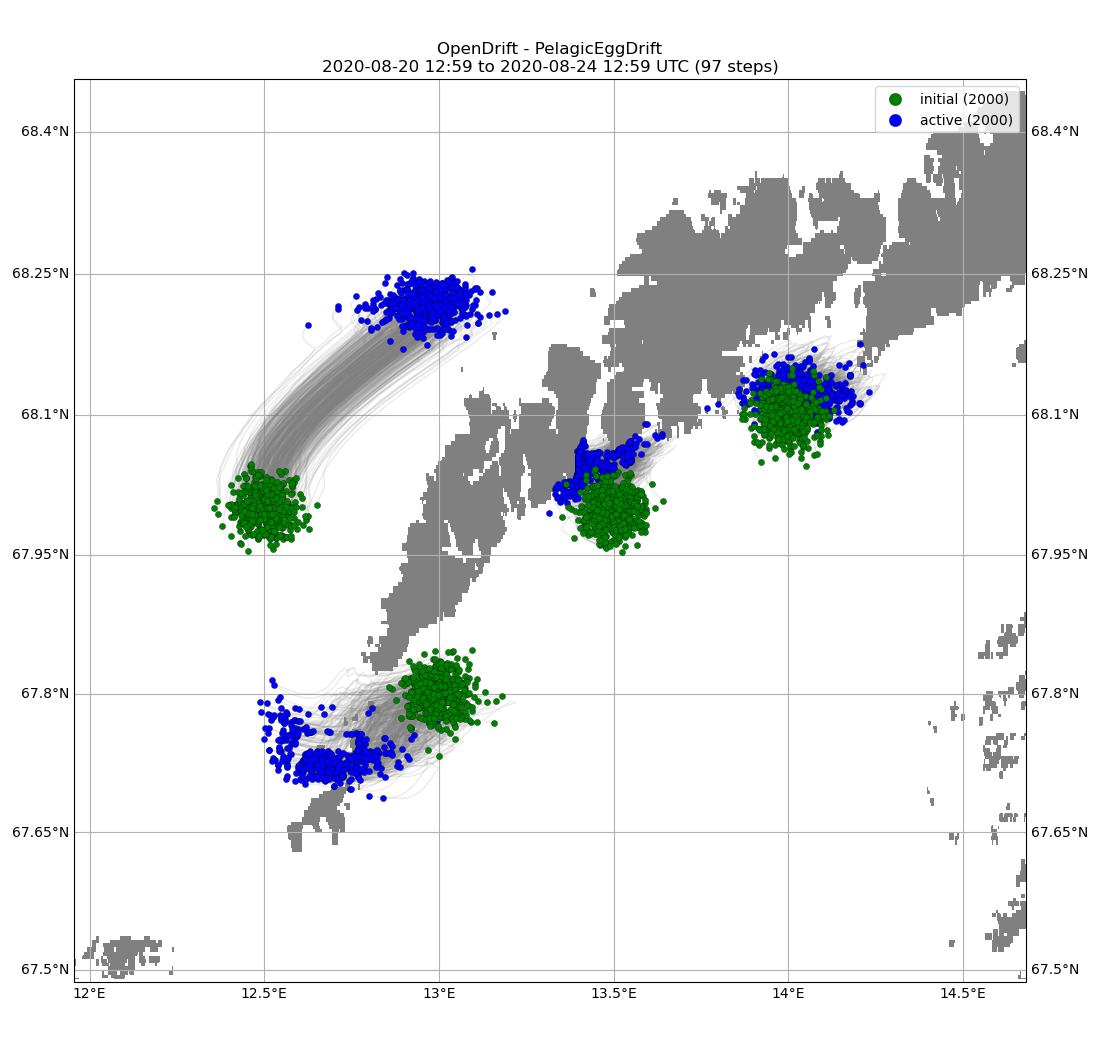 OpenDrift - PelagicEggDrift
2020-08-20 12:59 to 2020-08-24 12:59 UTC (97 steps)
initial (2000)
active (2000)
68.4°N
68.4°N
68.25°N
68.25°N
68.1°N
68.1°N
67.95°N
67.95°N
67.8°N
67.8°N
67.65°N
67.65°N
67.5°N
67.5°N
12°E
12.5°E
13°E
13.5°E
14°E
14.5°E